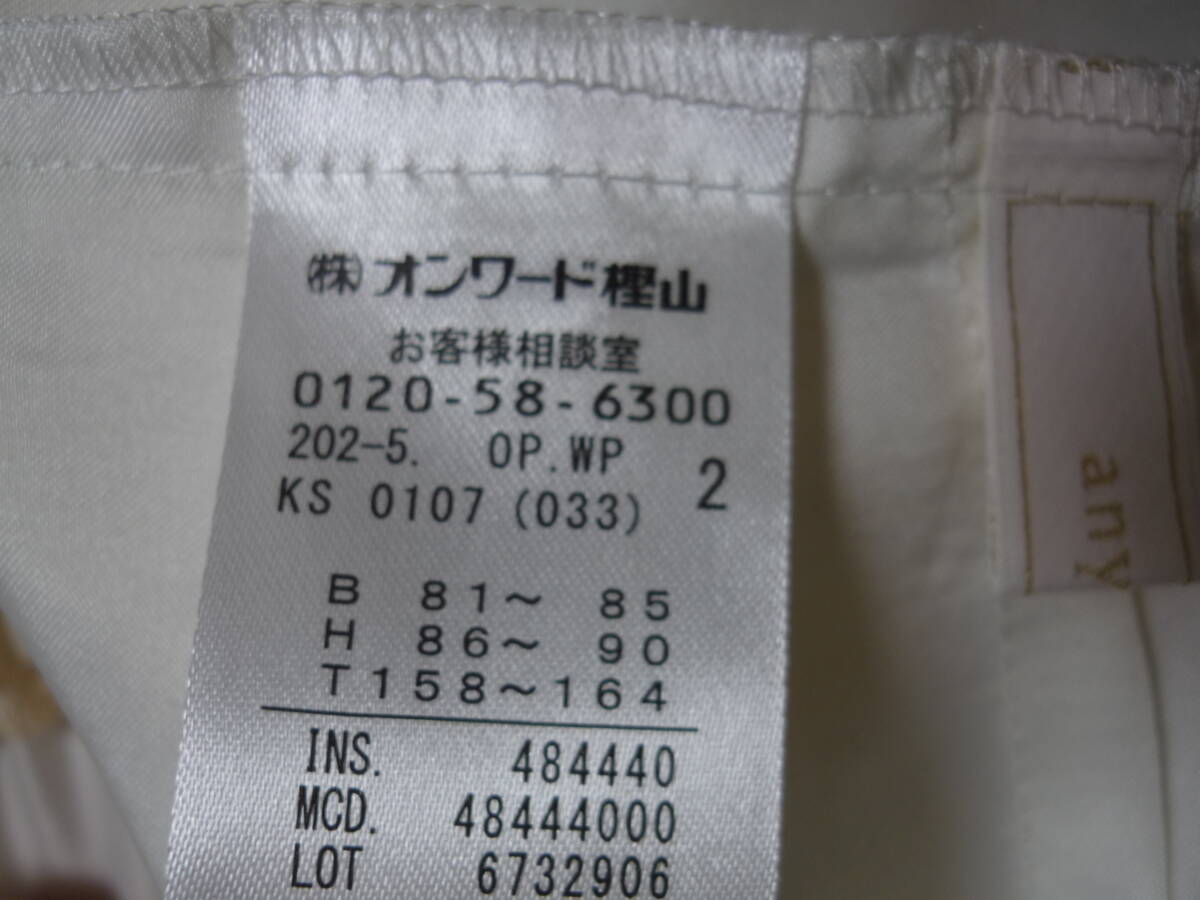 ㈱オンワード樫山
お客様相談室
0120-58-6300
202-5. OP.WP 2
KS 0107 (033)
B 81～ 85
H 86～ 90
T158～164
INS. 484440
MCD. 48444000
LOT 6732906
any